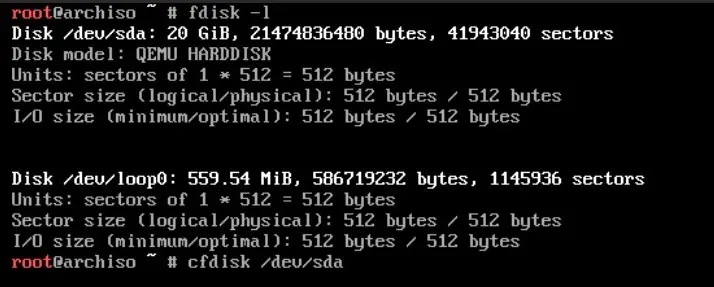 root@archiso ~ # fdisk -l
Disk /dev/sda: 20 GiB, 21474836480 bytes, 41943040 sectors
Disk model: QEMU HARDDISK
Units: sectors of 1 * 512 = 512 bytes
Sector size (logical/physical): 512 bytes / 512 bytes
I/O size (minimum/optimal): 512 bytes / 512 bytes
Disk /dev/loop0: 559.54 MiB, 586719232 bytes, 1145936 sectors
Units: sectors of 1 * 512 = 512 bytes
Sector size (logical/physical): 512 bytes / 512 bytes
I/O size (minimum/optimal): 512 bytes / 512 bytes
root@archiso ~ # cfdisk /dev/sda